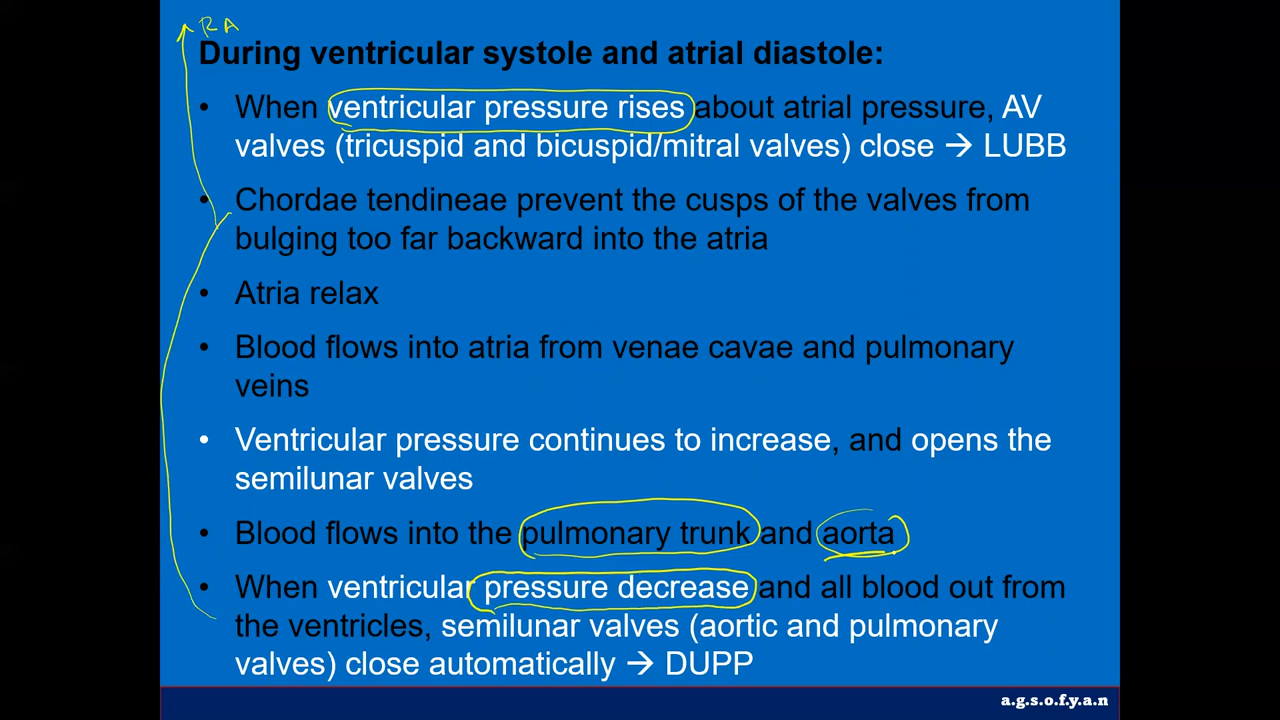 RA
During ventricular systole and atrial diastole:
• When ventricular pressure rises about atrial pressure, AV
valves (tricuspid and bicuspid/mitral valves) close → LUBB
• Chordae tendineae prevent the cusps of the valves from
bulging too far backward into the atria
• Atria relax
• Blood flows into atria from venae cavae and pulmonary
veins
• Ventricular pressure continues to increase, and opens the
semilunar valves
• Blood flows into the pulmonary trunk and aorta.
• When ventricular pressure decrease and all blood out from
the ventricles, semilunar valves (aortic and pulmonary
valves) close automatically → DUPP
a.g.s.o.f.y.a.n